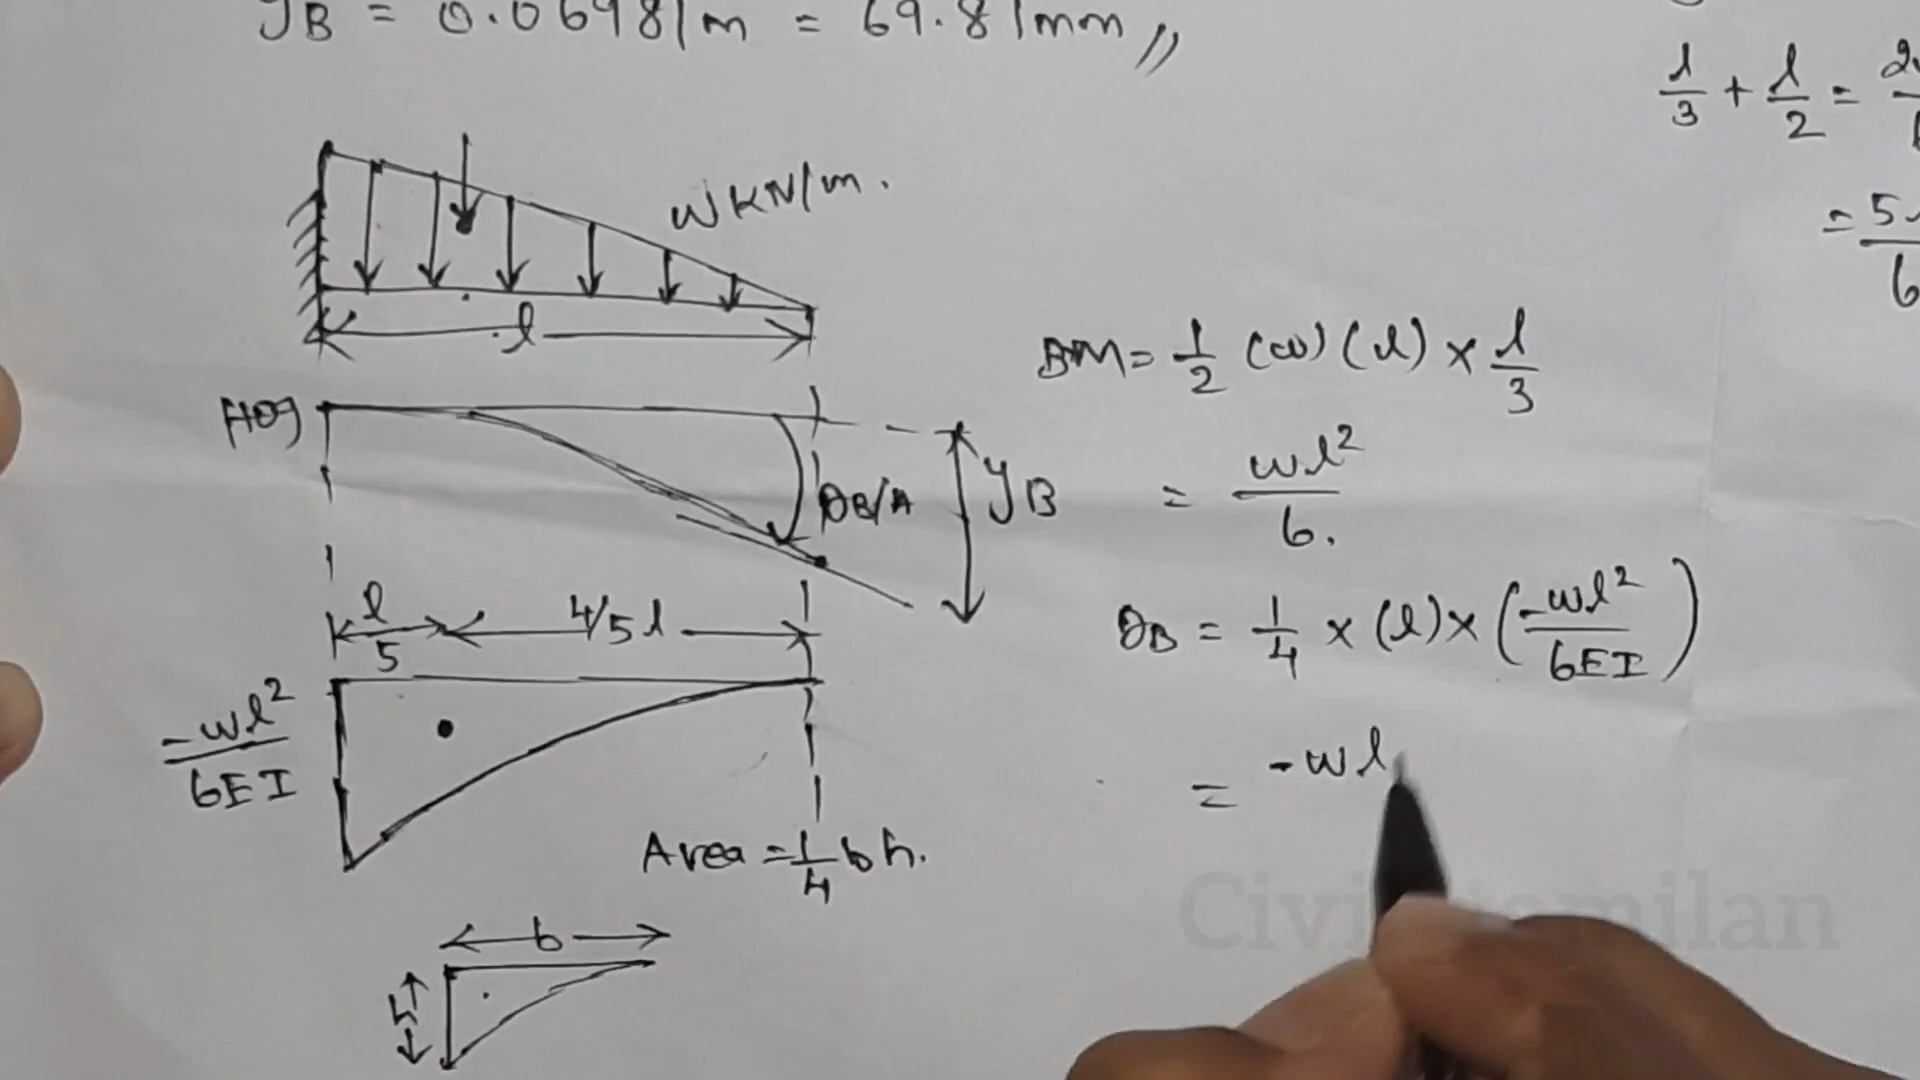 yB = 0.06981m = 69.81mm //
l/3 + l/2 =
= 5
6
w kN/m.
l
Hog
θB/A
yB
l/5
4/5 l
-wl²/6EI
Area = 1/4 bh.
b
h
BM = 1/2 (w) (l) × l/3
= wl²/6.
θB = 1/4 × (l) × (-wl²/6EI)
= -wl
Civil tamilan